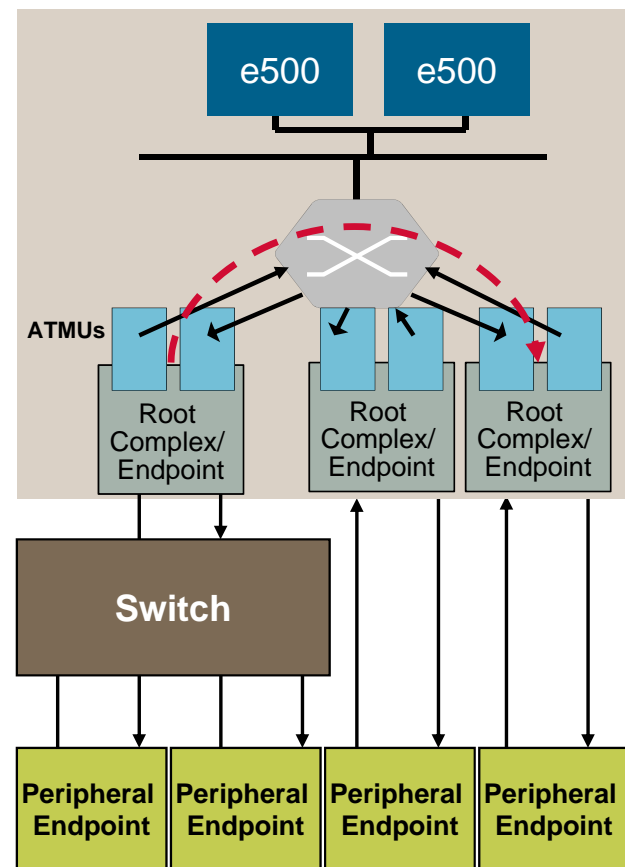 e500
e500
ATMUs
Root
Complex/
Endpoint
Root
Complex/
Endpoint
Root
Complex/
Endpoint
Switch
Peripheral
Endpoint
Peripheral
Endpoint
Peripheral
Endpoint
Peripheral
Endpoint